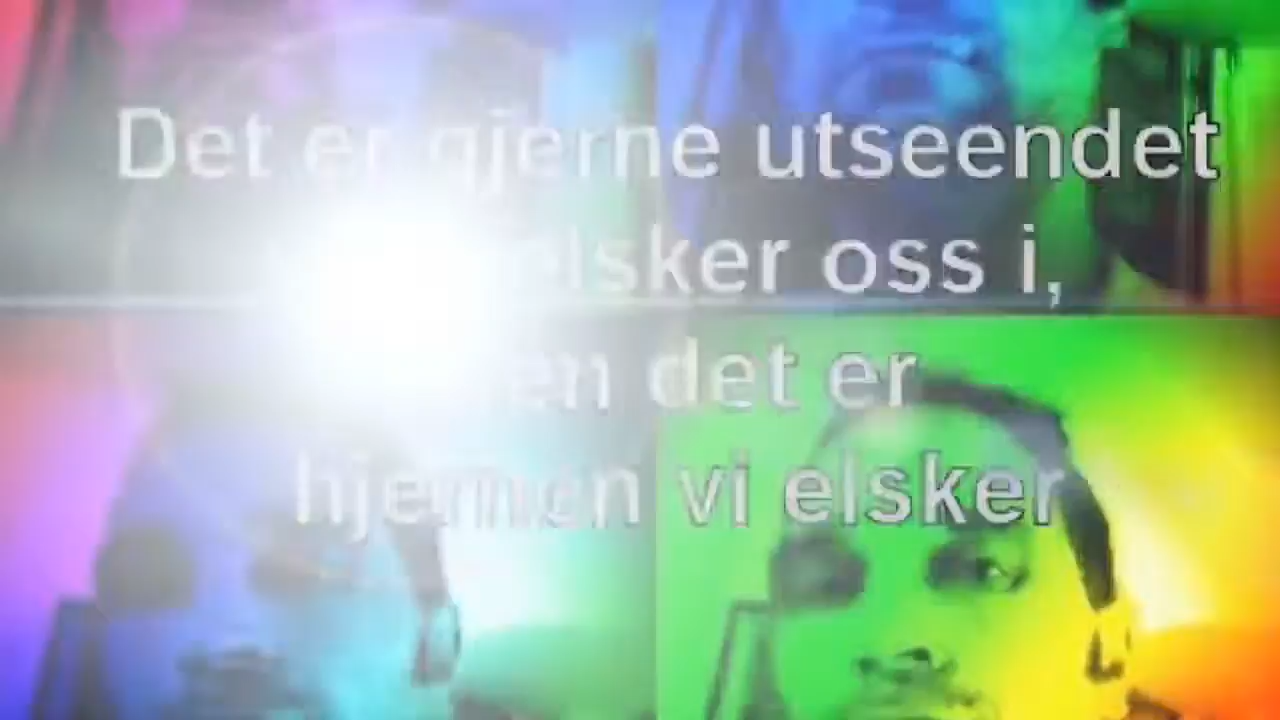 Det er gjerne utseendet
elsker oss i,
det er
hjernen vi elsker